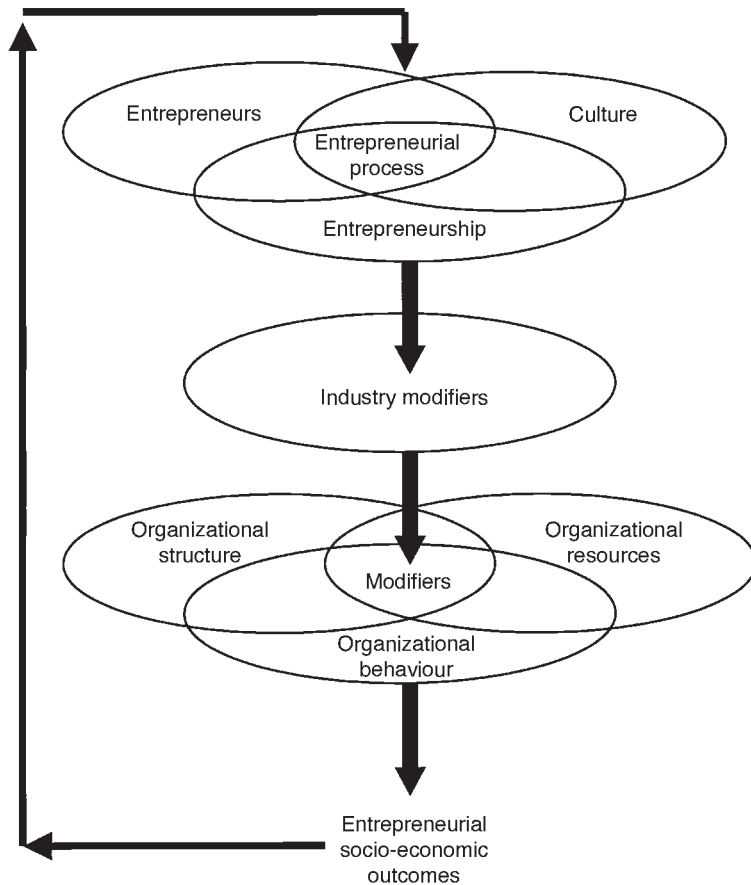 Entrepreneurs
Culture
Entrepreneurial
process
Entrepreneurship
Industry modifiers
Organizational
structure
Organizational
resources
Modifiers
Organizational
behaviour
Entrepreneurial
socio-economic
outcomes